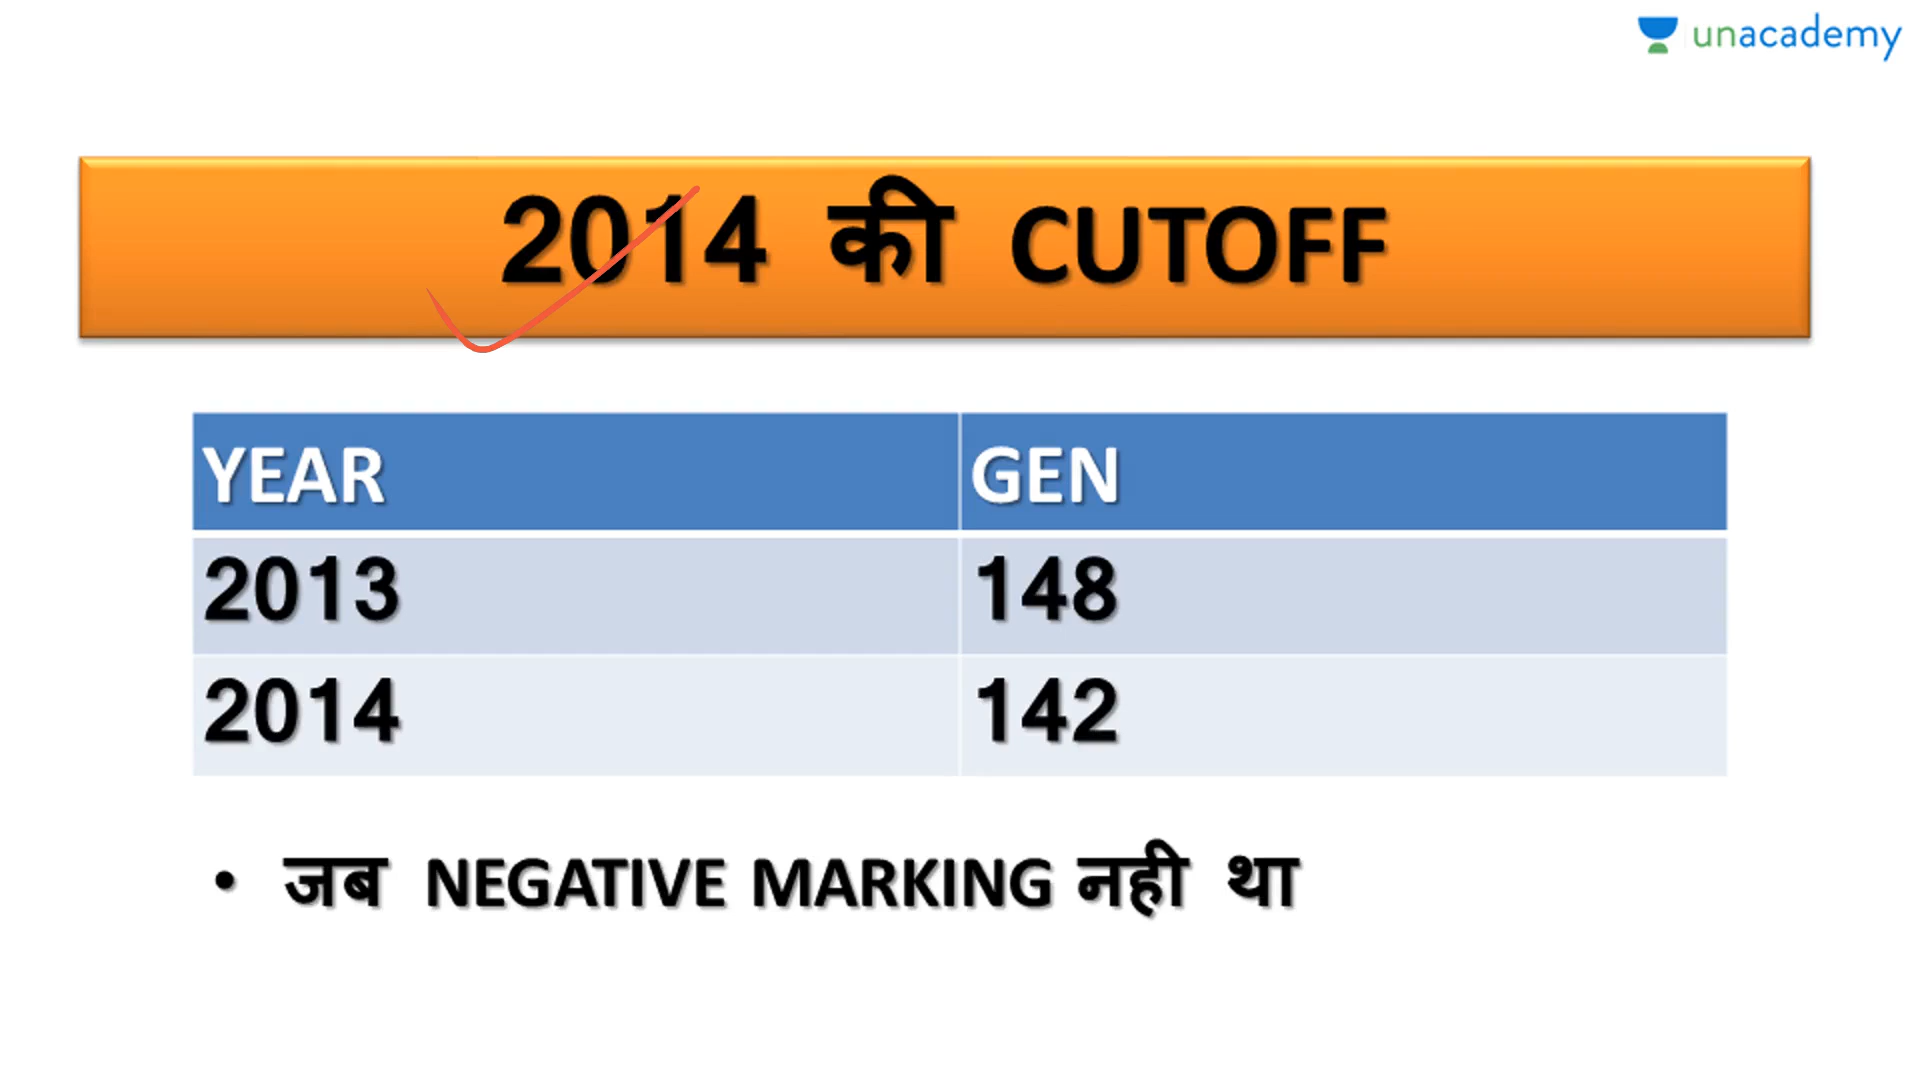 unacademy
2014 की CUTOFF
YEAR GEN
2013 148
2014 142
• जब NEGATIVE MARKING नही था